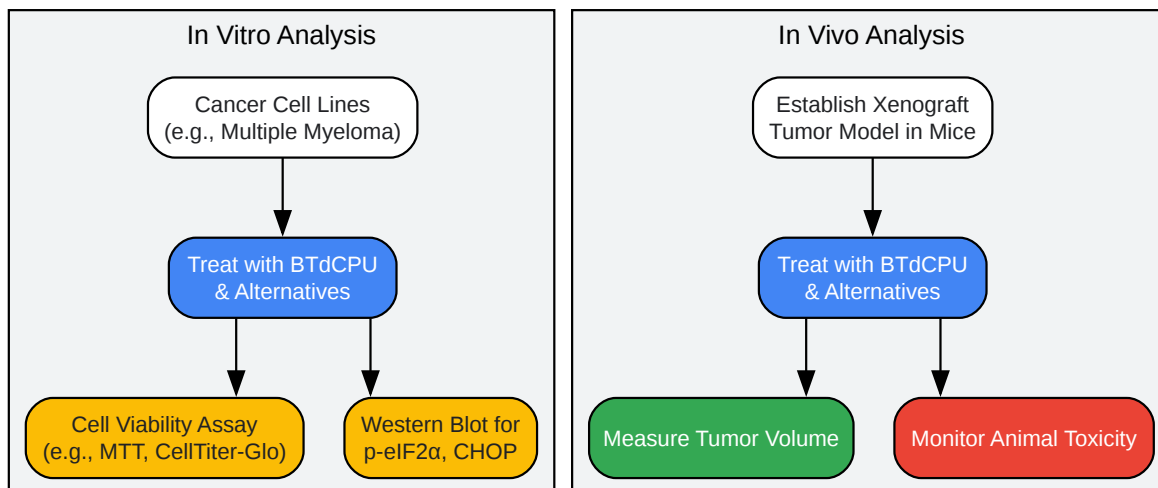 In Vitro Analysis
Cancer Cell Lines
(e.g., Multiple Myeloma)
Treat with BTdCPU
& Alternatives
Cell Viability Assay
(e.g., MTT, CellTiter-Glo)
Western Blot for
p-eIF2α, CHOP
In Vivo Analysis
Establish Xenograft
Tumor Model in Mice
Treat with BTdCPU
& Alternatives
Measure Tumor Volume
Monitor Animal Toxicity